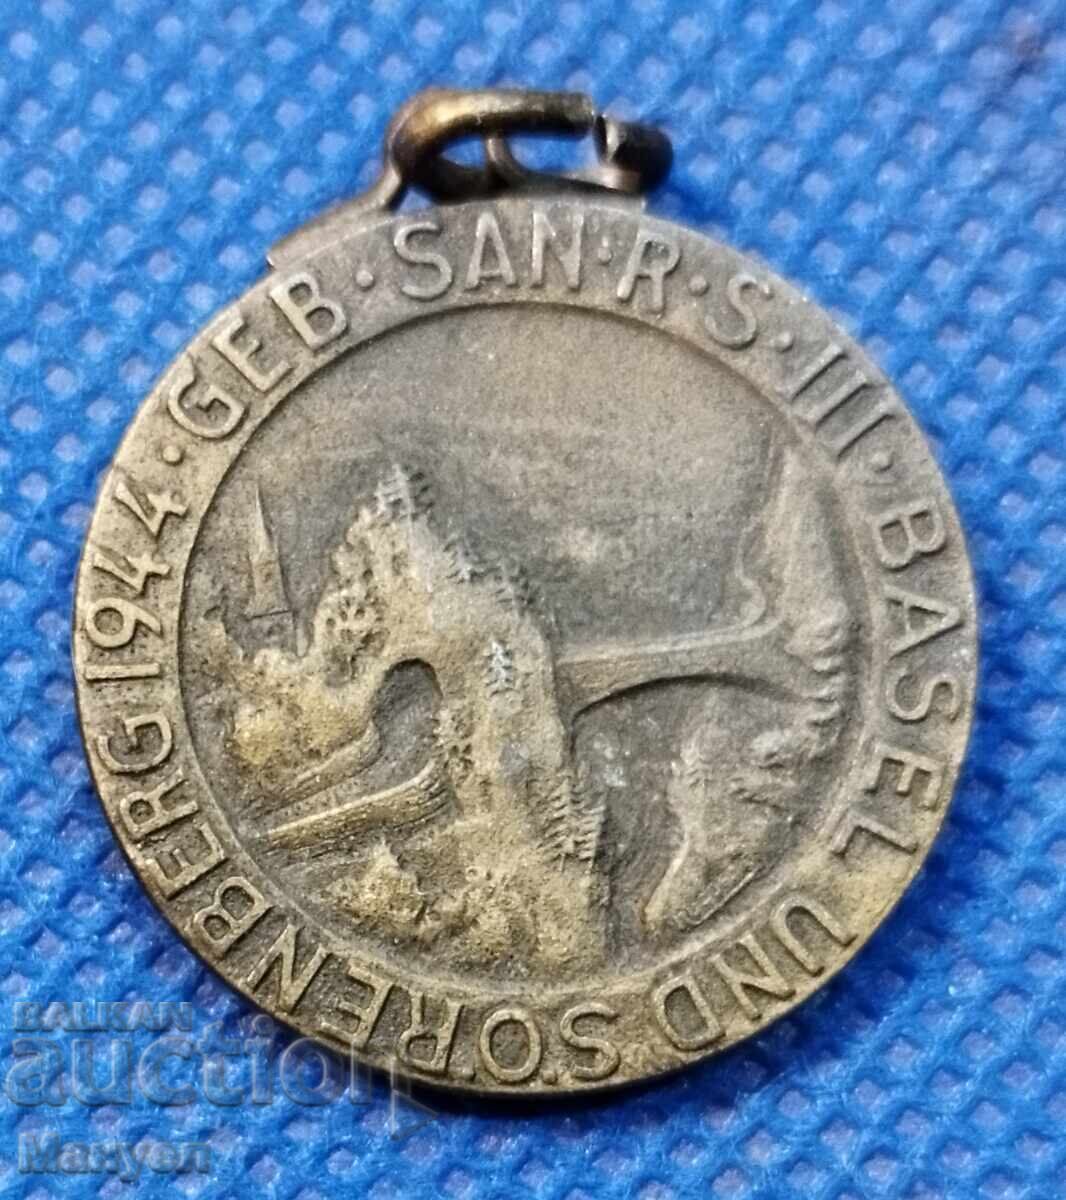 GEB · SAN · R · S · III · BASEL UND SÖRENBERG 1944 ·
BALKAN
auction
Manyen